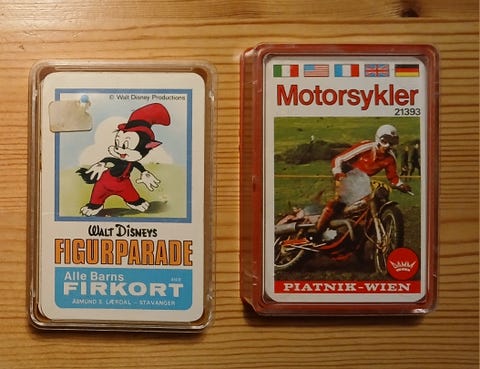 © Walt Disney Productions
WALT DISNEYS
FIGURPARADE
Alle Barns
FIRKORT
ÅSMUND S. LÆRDAL - STAVANGER
Motorsykler
21393
PIATNIK-WIEN